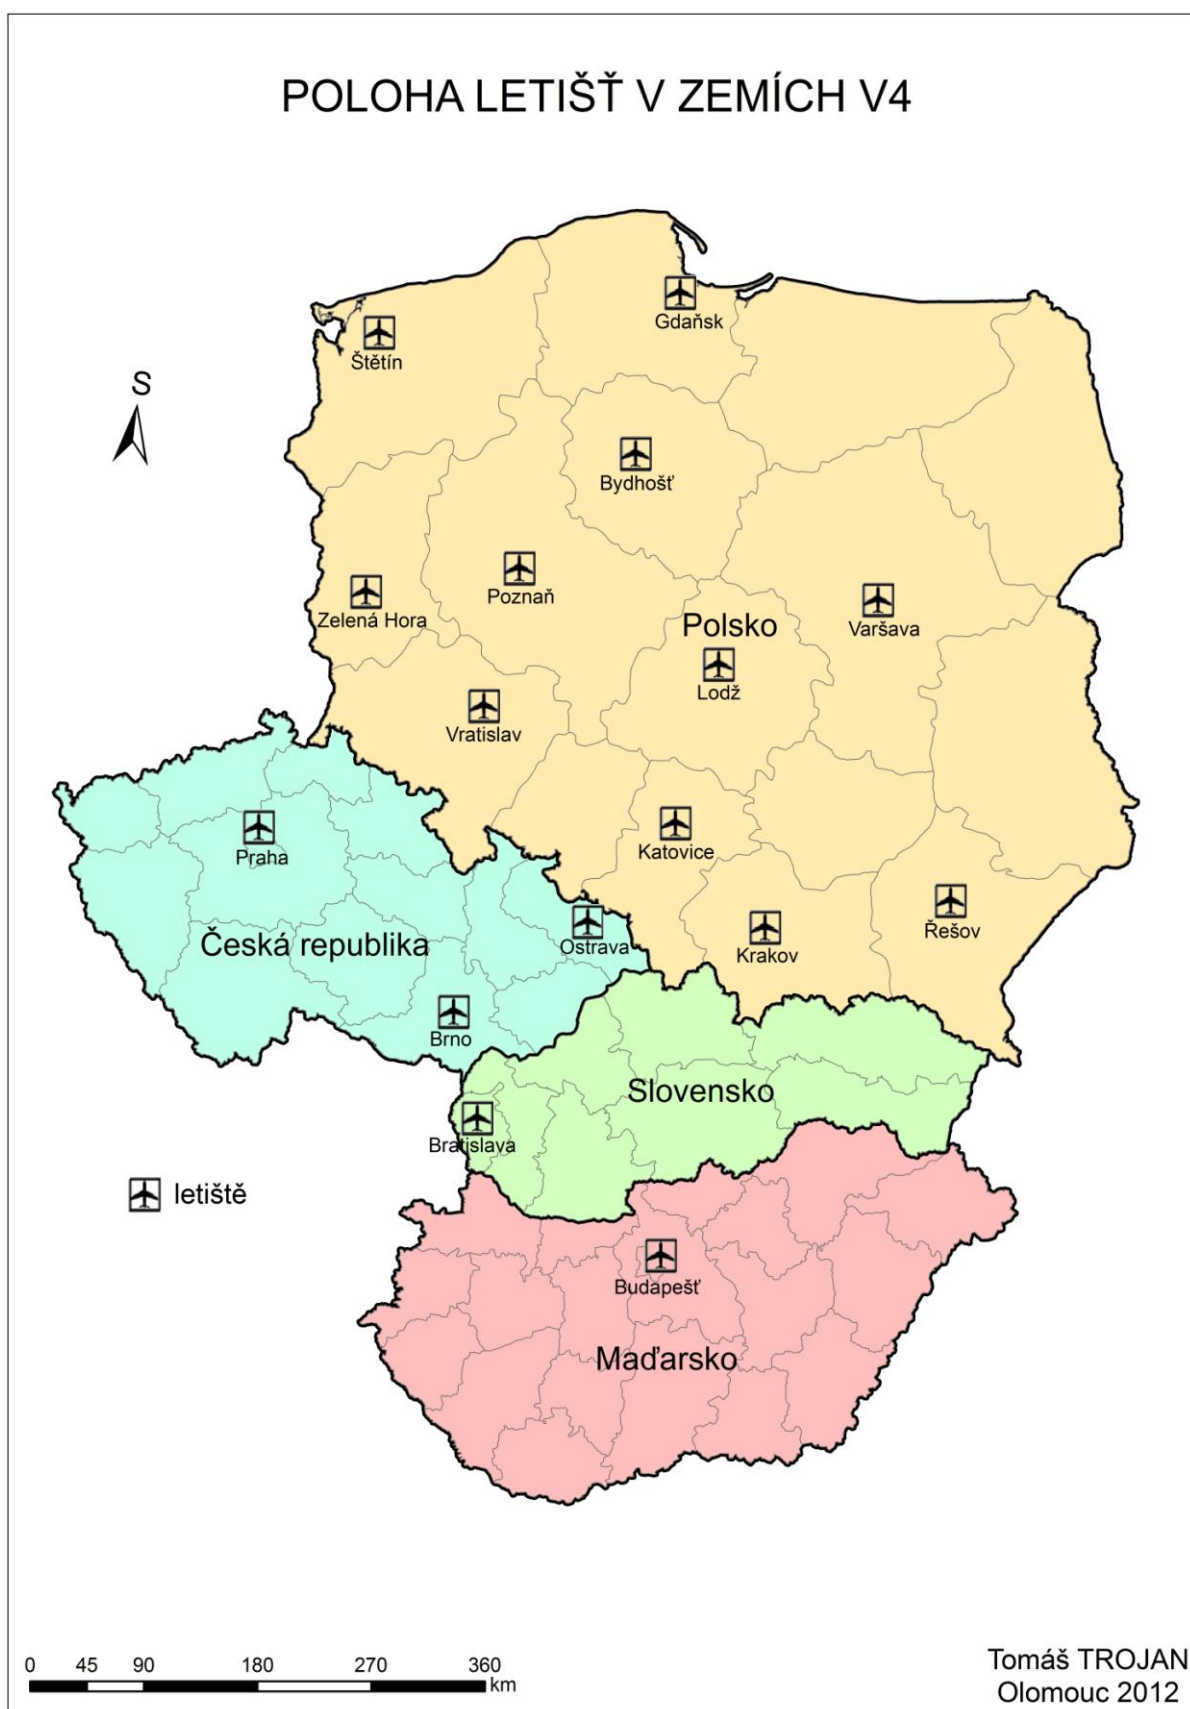 POLOHA LETIŠŤ V ZEMÍCH V4
Gdaňsk
Štětín
S
Bydhošť
Poznaň
Zelená Hora
Polsko
Varšava
Lodž
Vratislav
Praha
Katovice
Česká republika
Ostrava
Krakov
Řešov
Brno
Slovensko
Bratislava
letiště
Budapešť
Maďarsko
0 45 90 180 270 360
km
Tomáš TROJAN
Olomouc 2012